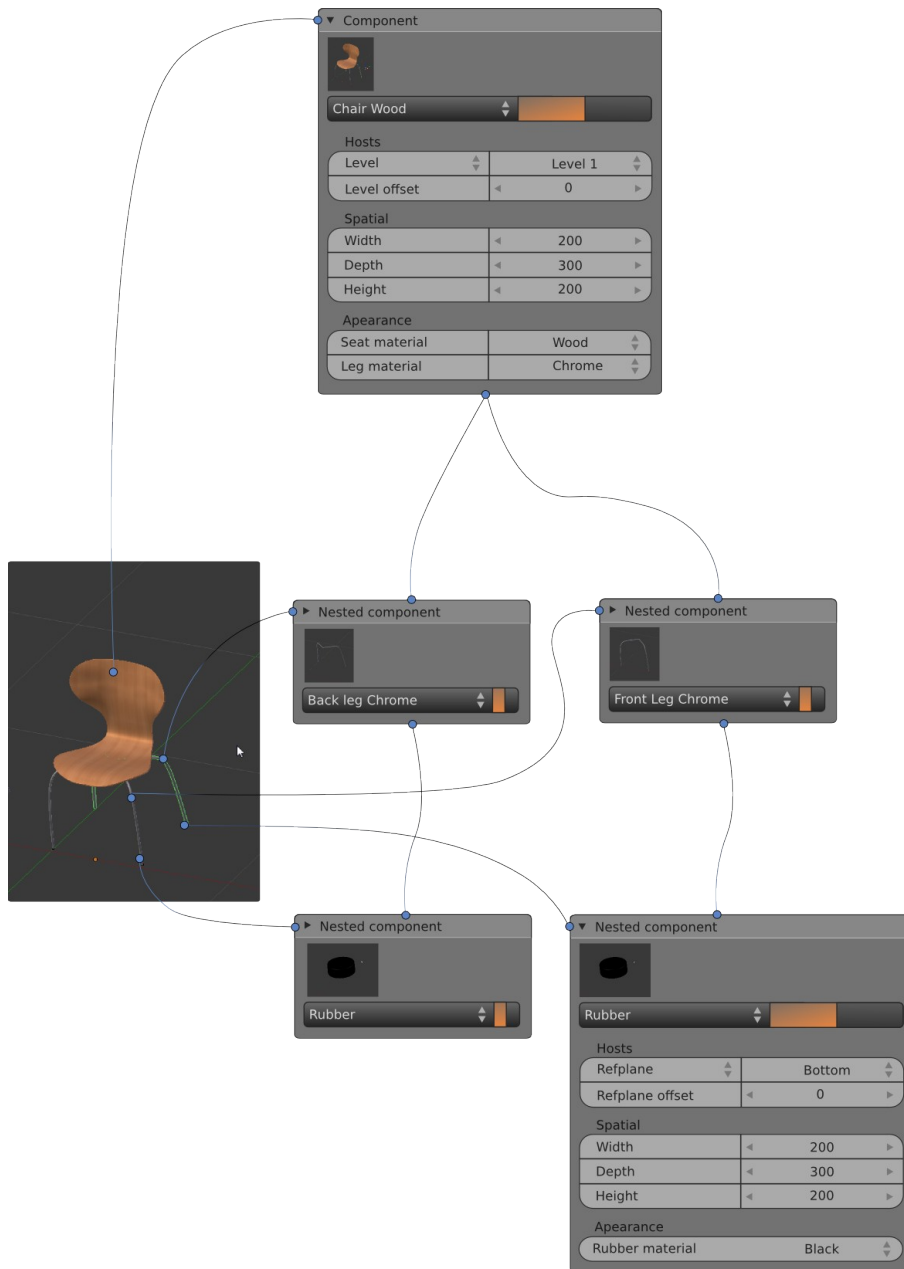 Component
Chair Wood
Hosts
Level Level 1
Level offset 0
Spatial
Width 200
Depth 300
Height 200
Apearance
Seat material Wood
Leg material Chrome
Nested component
Back leg Chrome
Nested component
Front Leg Chrome
Nested component
Rubber
Nested component
Rubber
Hosts
Refplane Bottom
Refplane offset 0
Spatial
Width 200
Depth 300
Height 200
Apearance
Rubber material Black